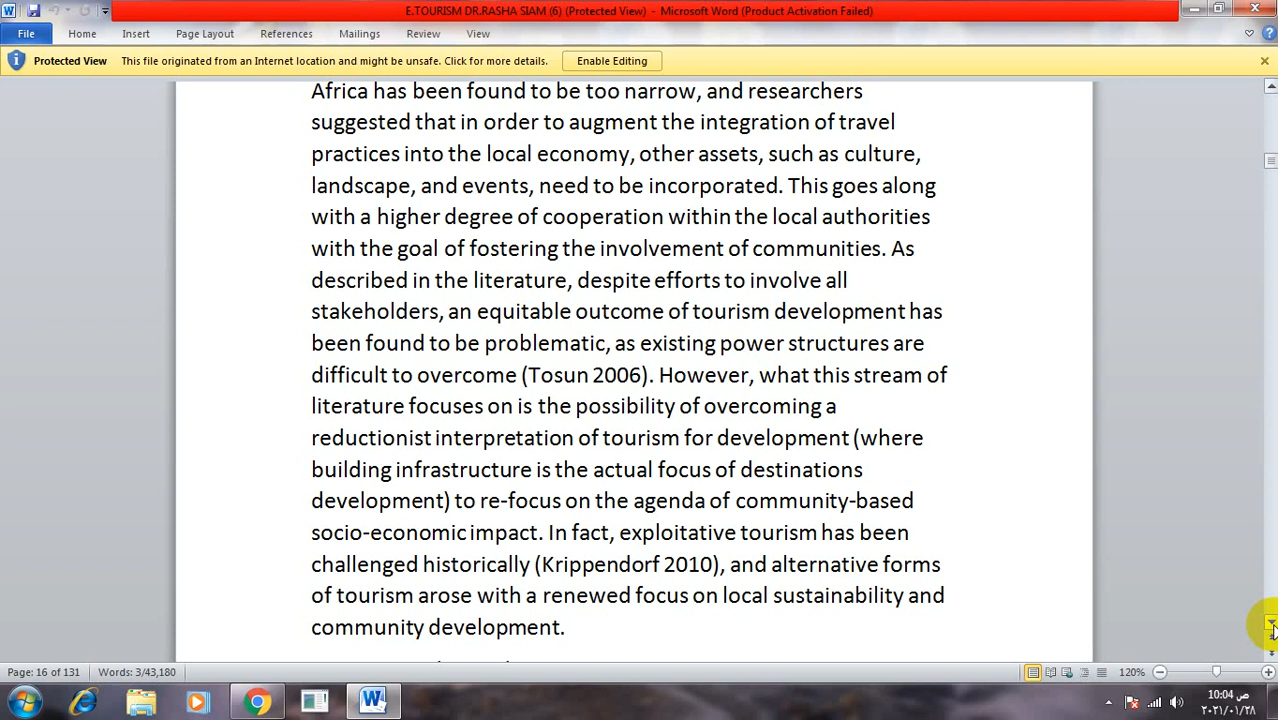 E.TOURISM DR.RASHA SIAM (6) (Protected View) - Microsoft Word (Product Activation Failed)
File Home Insert Page Layout References Mailings Review View
Protected View This file originated from an Internet location and might be unsafe. Click for more details. Enable Editing
Africa has been found to be too narrow, and researchers
suggested that in order to augment the integration of travel
practices into the local economy, other assets, such as culture,
landscape, and events, need to be incorporated. This goes along
with a higher degree of cooperation within the local authorities
with the goal of fostering the involvement of communities. As
described in the literature, despite efforts to involve all
stakeholders, an equitable outcome of tourism development has
been found to be problematic, as existing power structures are
difficult to overcome (Tosun 2006). However, what this stream of
literature focuses on is the possibility of overcoming a
reductionist interpretation of tourism for development (where
building infrastructure is the actual focus of destinations
development) to re-focus on the agenda of community-based
socio-economic impact. In fact, exploitative tourism has been
challenged historically (Krippendorf 2010), and alternative forms
of tourism arose with a renewed focus on local sustainability and
community development.
Page: 16 of 131 Words: 3/43,180 120%
10:04 ص
٢٠٢١/٠١/٢٨